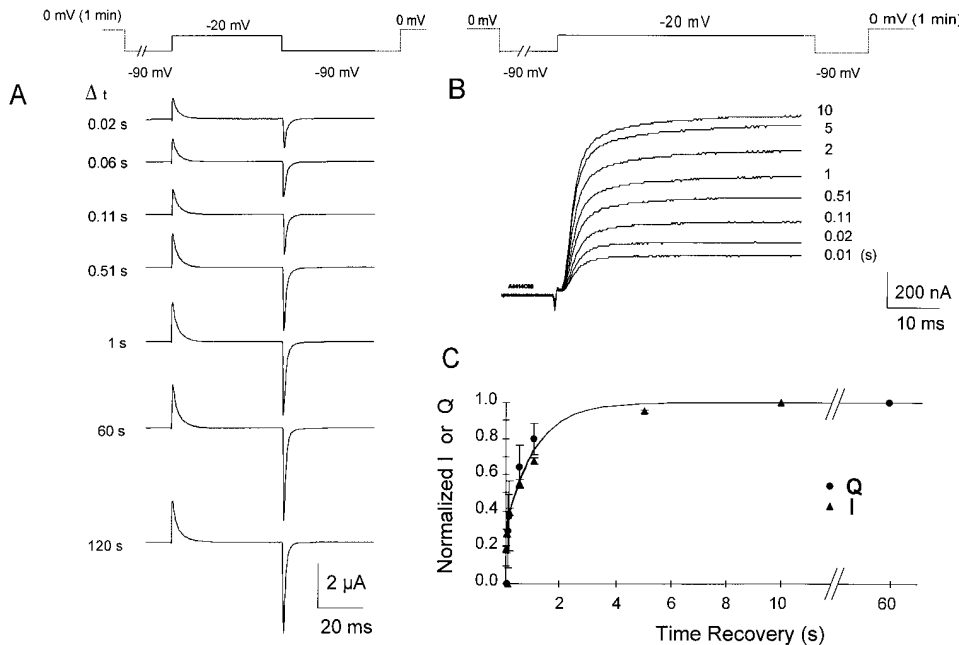 0 mV (1 min)
-20 mV
0 mV
-90 mV
-90 mV
0 mV
-20 mV
0 mV (1 min)
-90 mV
-90 mV
A
Δ t
0.02 s
0.06 s
0.11 s
0.51 s
1 s
60 s
120 s
2 µA
20 ms
B
10
5
2
1
0.51
0.11
0.02
0.01 (s)
200 nA
10 ms
C
Normalized I or Q
1.0
0.8
0.6
0.4
0.2
0.0
2
4
6
8
10
60
Time Recovery (s)
Q
I